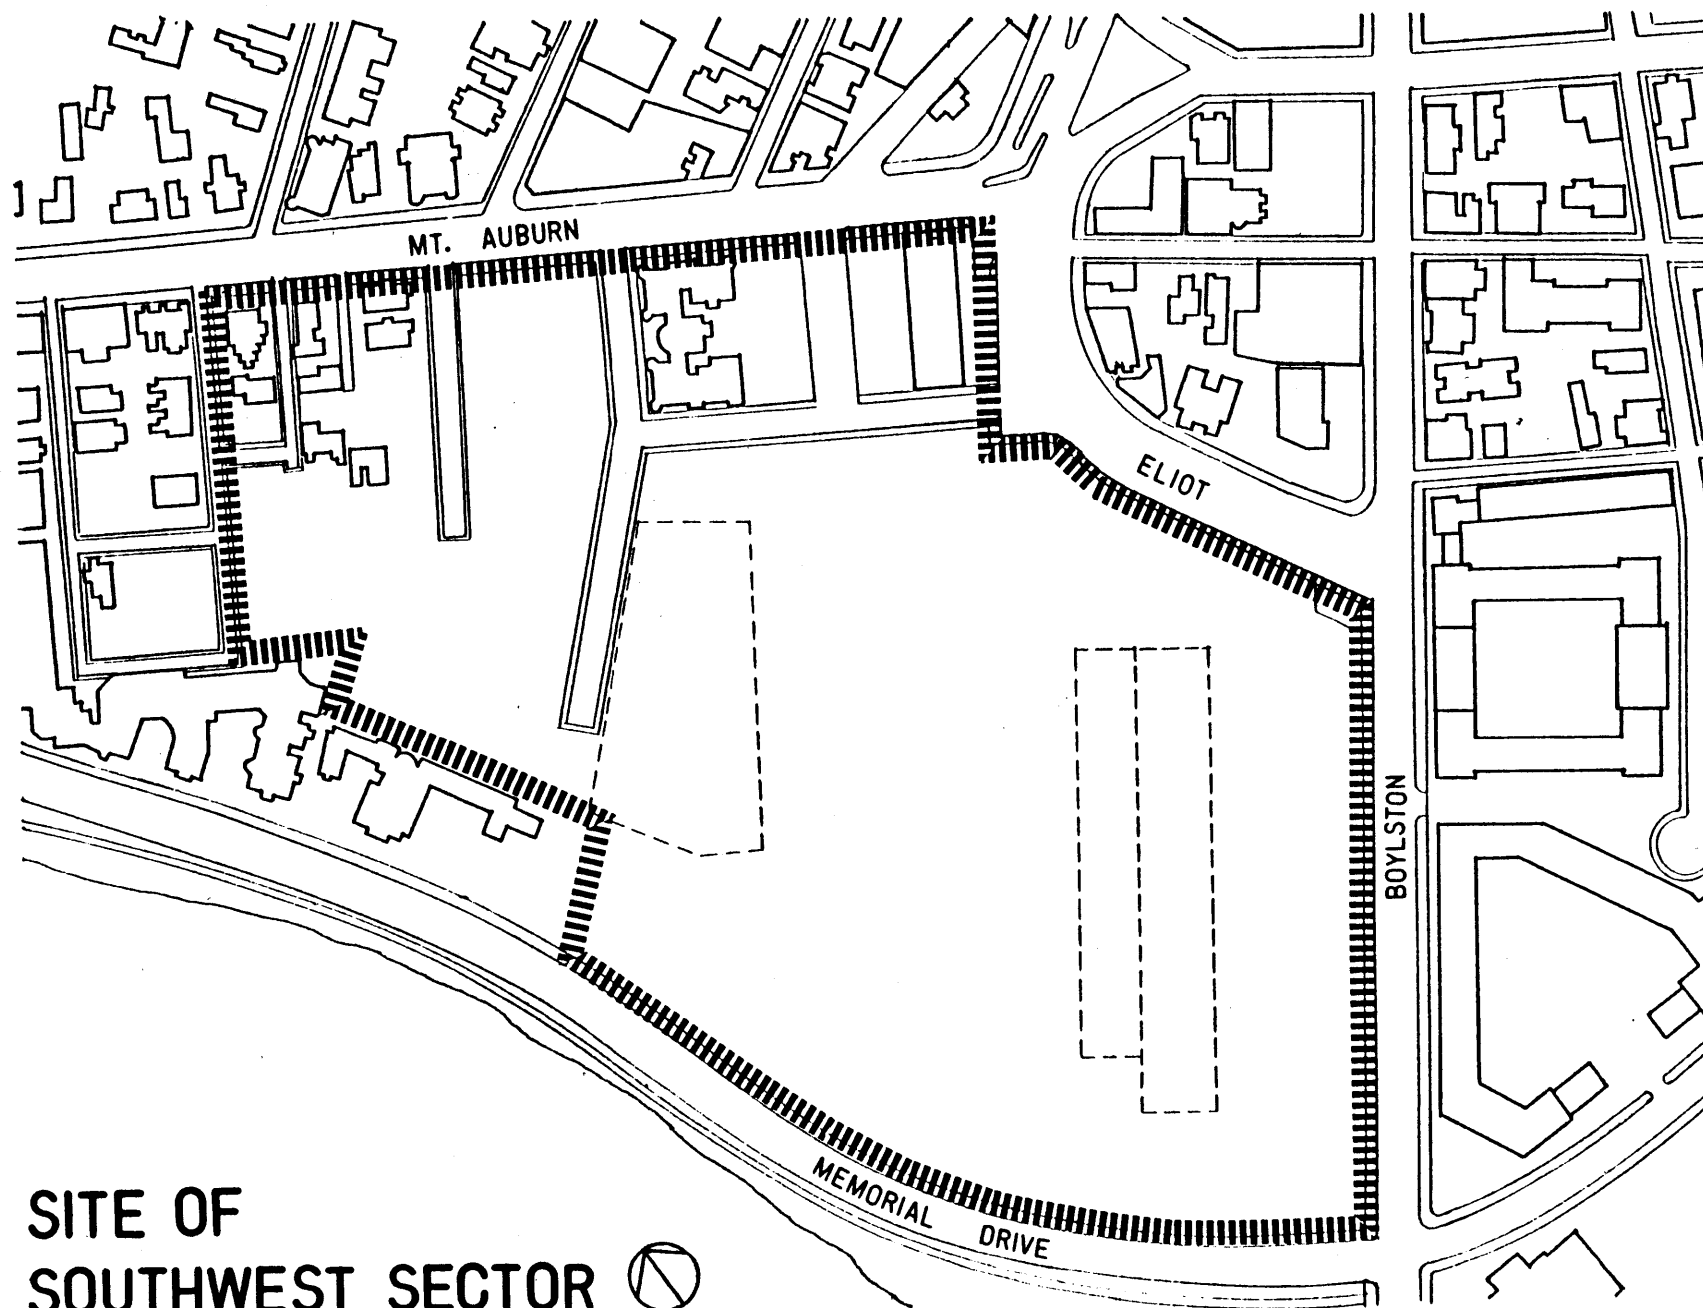 MT. AUBURN
ELIOT
BOYLSTON
MEMORIAL DRIVE
SITE OF
SOUTHWEST SECTOR